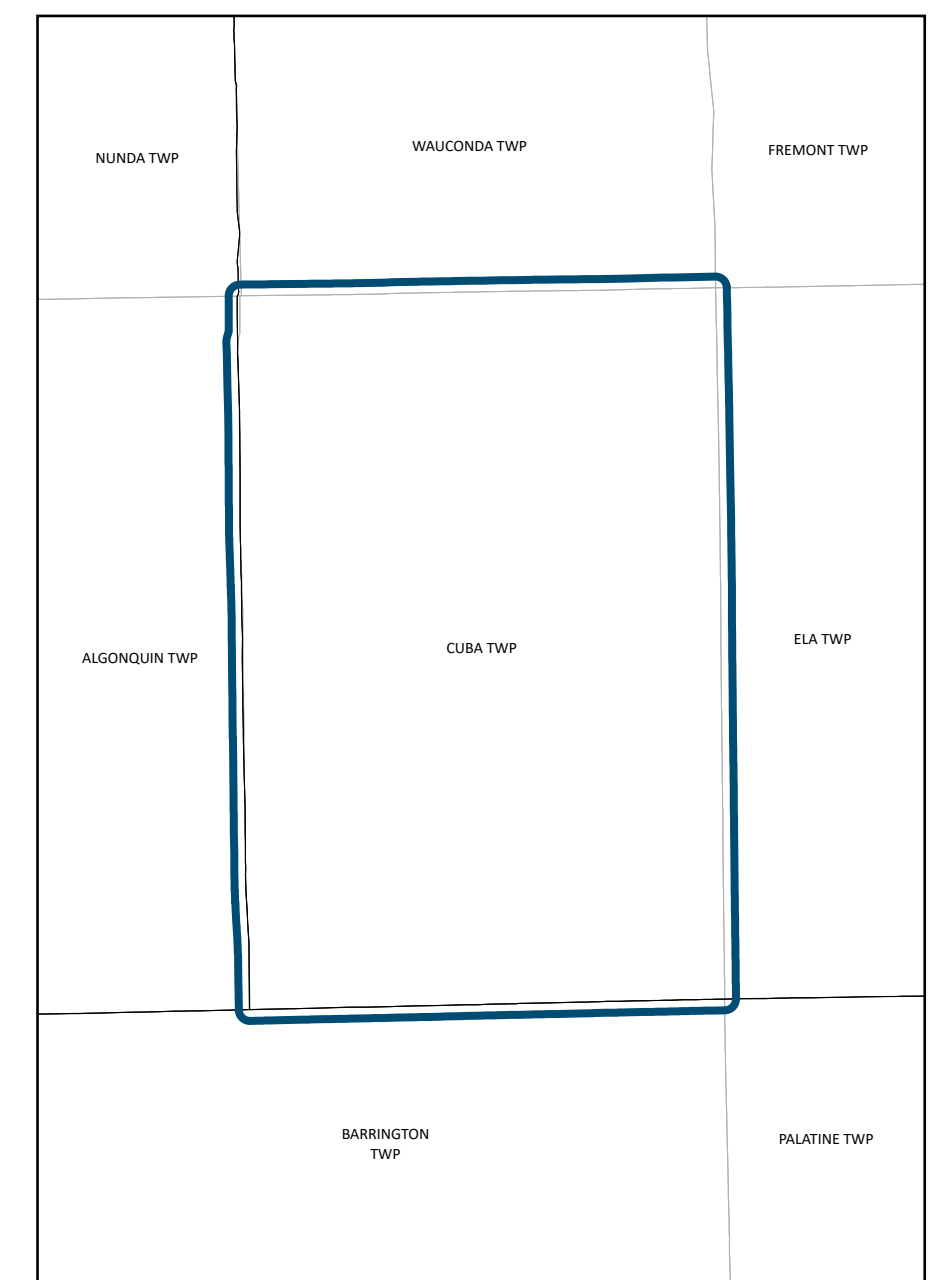 NUNDA TWP
WAUCONDA TWP
FREMONT TWP
ALGONQUIN TWP
CUBA TWP
ELA TWP
BARRINGTON
TWP
PALATINE TWP